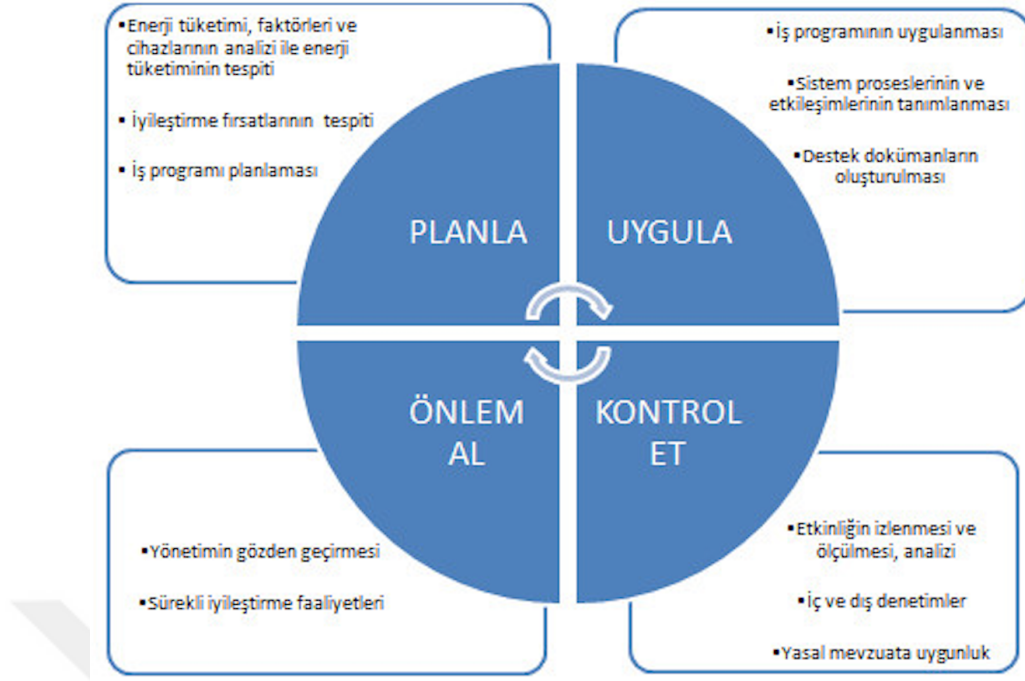 ▪Enerji tüketimi, faktörleri ve
cihazlarının analizi ile enerji
tüketiminin tespiti
▪ İyileştirme fırsatlarının tespiti
▪ İş programı planlaması
▪İş programının uygulanması
▪Sistem proseslerinin ve
etkileşimlerinin tanımlanması
▪Destek dokümanların
oluşturulması
PLANLA
UYGULA
ÖNLEM
AL
KONTROL
ET
▪Yönetimin gözden geçirmesi
▪Sürekli iyileştirme faaliyetleri
▪Etkinliğin izlenmesi ve
ölçülmesi, analizi
▪İç ve dış denetimler
▪Yasal mevzuata uygunluk